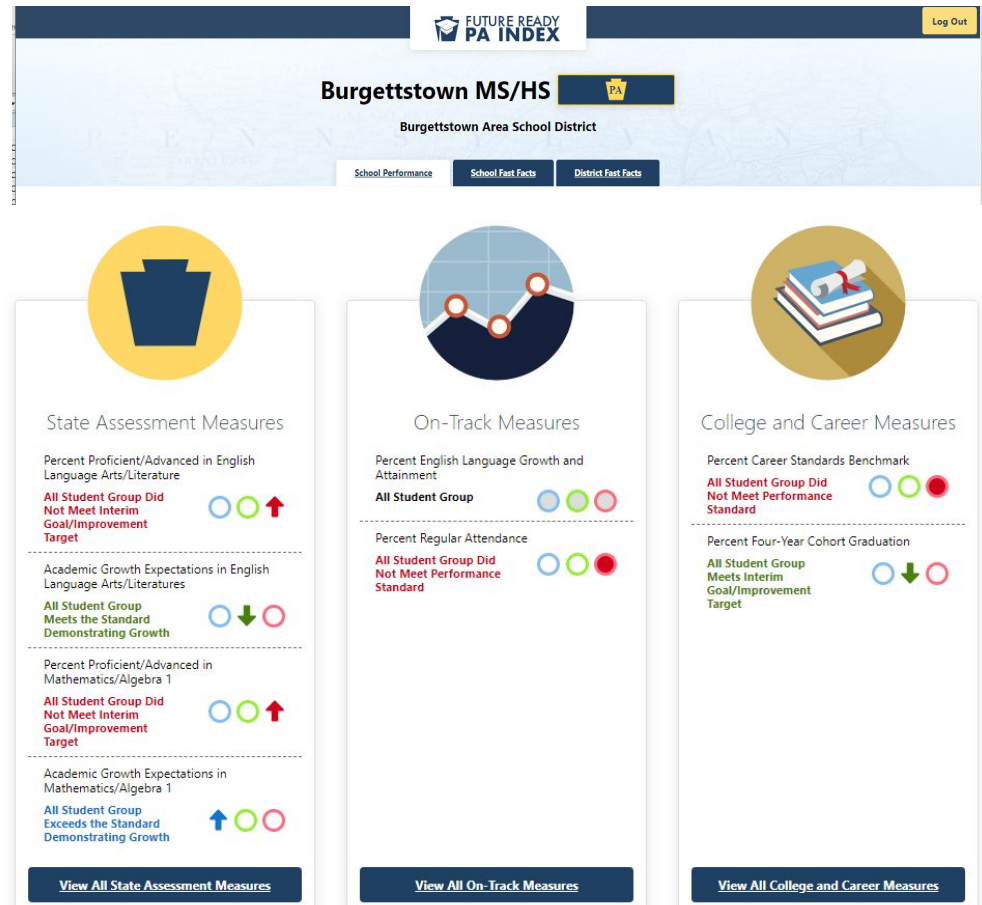 FUTURE READY
PA INDEX
Log Out
Burgettstown MS/HS
PA
Burgettstown Area School District
School Performance
School Fast Facts
District Fast Facts
State Assessment Measures
Percent Proficient/Advanced in English
Language Arts/Literature
All Student Group Did
Not Meet Interim
Goal/Improvement
Target
Academic Growth Expectations in English
Language Arts/Literatures
All Student Group
Meets the Standard
Demonstrating Growth
Percent Proficient/Advanced in
Mathematics/Algebra 1
All Student Group Did
Not Meet Interim
Goal/Improvement
Target
Academic Growth Expectations in
Mathematics/Algebra 1
All Student Group
Exceeds the Standard
Demonstrating Growth
View All State Assessment Measures
On-Track Measures
Percent English Language Growth and
Attainment
All Student Group
Percent Regular Attendance
All Student Group Did
Not Meet Performance
Standard
View All On-Track Measures
College and Career Measures
Percent Career Standards Benchmark
All Student Group Did
Not Meet Performance
Standard
Percent Four-Year Cohort Graduation
All Student Group
Meets Interim
Goal/Improvement
Target
View All College and Career Measures